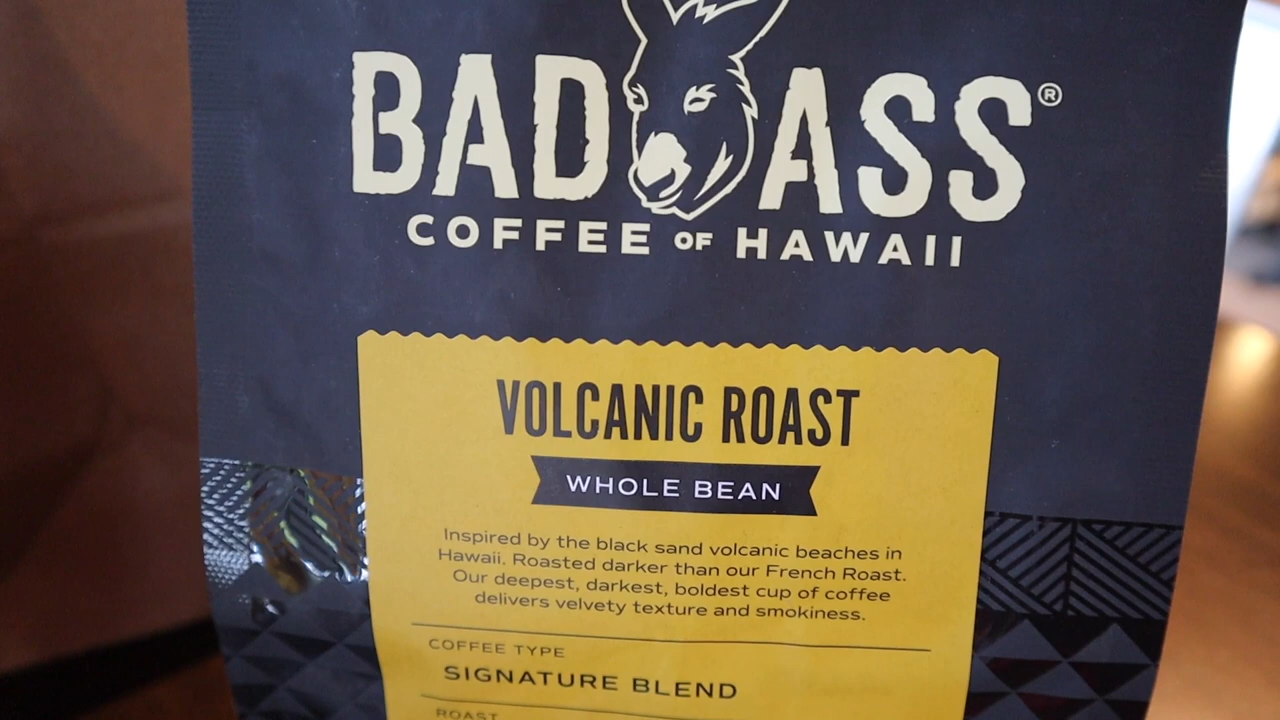 BAD ASS®
COFFEE OF HAWAII
VOLCANIC ROAST
WHOLE BEAN
Inspired by the black sand volcanic beaches in
Hawaii. Roasted darker than our French Roast.
Our deepest, darkest, boldest cup of coffee
delivers velvety texture and smokiness.
COFFEE TYPE
SIGNATURE BLEND
ROAST